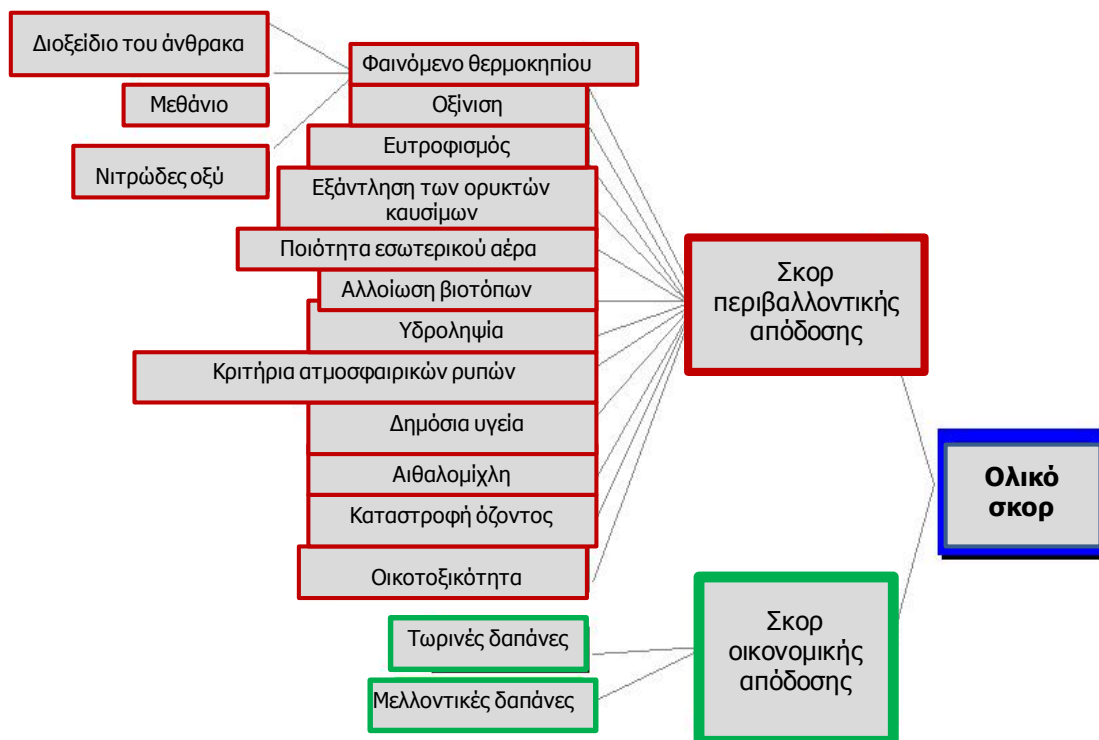 Διοξείδιο του άνθρακα
Μεθάνιο
Νιτρώδες οξύ
Φαινόμενο θερμοκηπίου
Οξίνιση
Ευτροφισμός
Εξάντληση των ορυκτών
καυσίμων
Ποιότητα εσωτερικού αέρα
Αλλοίωση βιοτόπων
Υδροληψία
Κριτήρια ατμοσφαιρικών ρυπών
Δημόσια υγεία
Αιθαλομίχλη
Καταστροφή όζοντος
Οικοτοξικότητα
Τωρινές δαπάνες
Μελλοντικές δαπάνες
Σκορ
περιβαλλοντικής
απόδοσης
Σκορ
οικονομικής
απόδοσης
Ολικό
σκορ